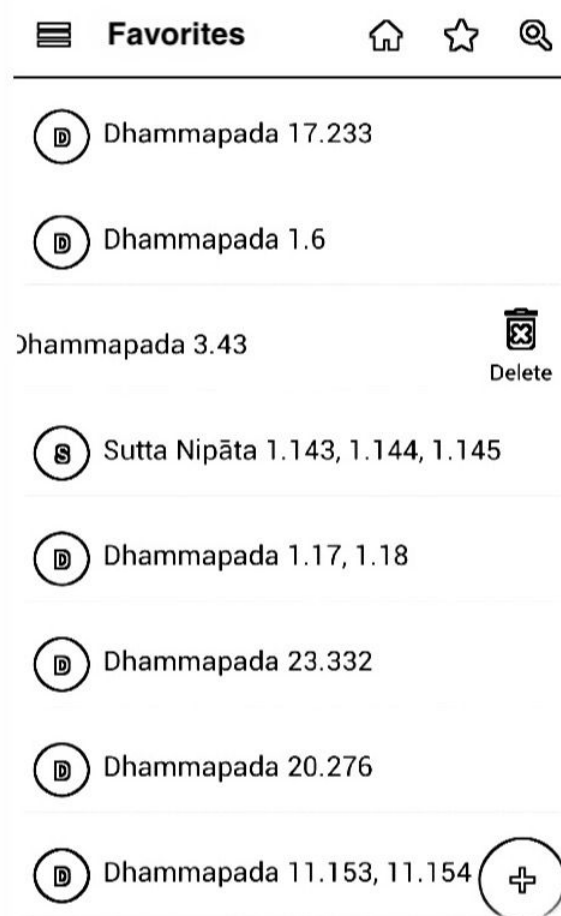 Favorites
D Dhammapada 17.233
D Dhammapada 1.6
Dhammapada 3.43
Delete
S Sutta Nipāta 1.143, 1.144, 1.145
D Dhammapada 1.17, 1.18
D Dhammapada 23.332
D Dhammapada 20.276
D Dhammapada 11.153, 11.154